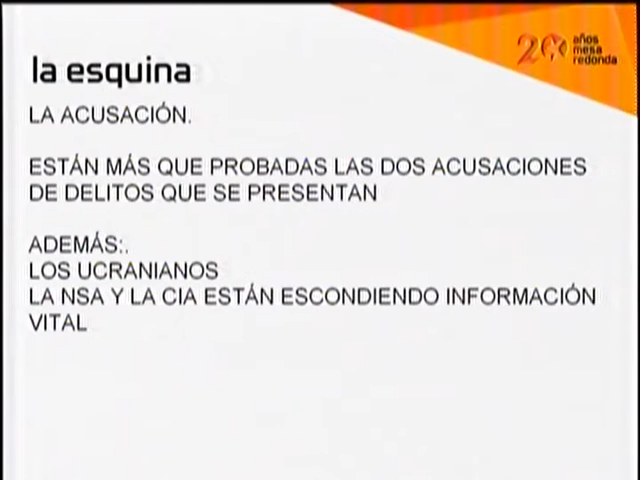 20 años
mesa
redonda
la esquina
LA ACUSACIÓN.
ESTÁN MÁS QUE PROBADAS LAS DOS ACUSACIONES
DE DELITOS QUE SE PRESENTAN
ADEMÁS:.
LOS UCRANIANOS
LA NSA Y LA CIA ESTÁN ESCONDIENDO INFORMACIÓN
VITAL